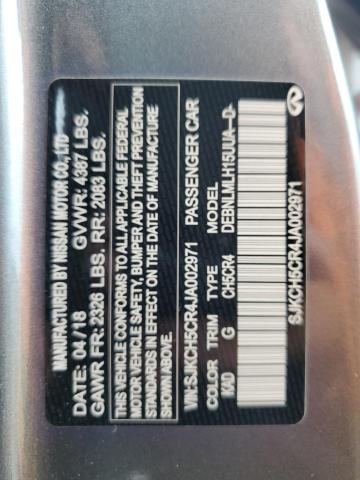 MANUFACTURED BY NISSAN MOTOR CO., LTD
DATE: 04/18 GVWR: 4387 LBS.
GAWR FR: 2326 LBS. RR: 2083 LBS.
THIS VEHICLE CONFORMS TO ALL APPLICABLE FEDERAL
MOTOR VEHICLE SAFETY, BUMPER AND THEFT PREVENTION
STANDARDS IN EFFECT ON THE DATE OF MANUFACTURE
SHOWN ABOVE.
VIN:SJKCH5CR4JA002971 PASSENGER CAR
COLOR TRIM TYPE MODEL
KAD G CH5CR4 DEBNLMLH15UUA—D-
SJKCH5CR4JA002971